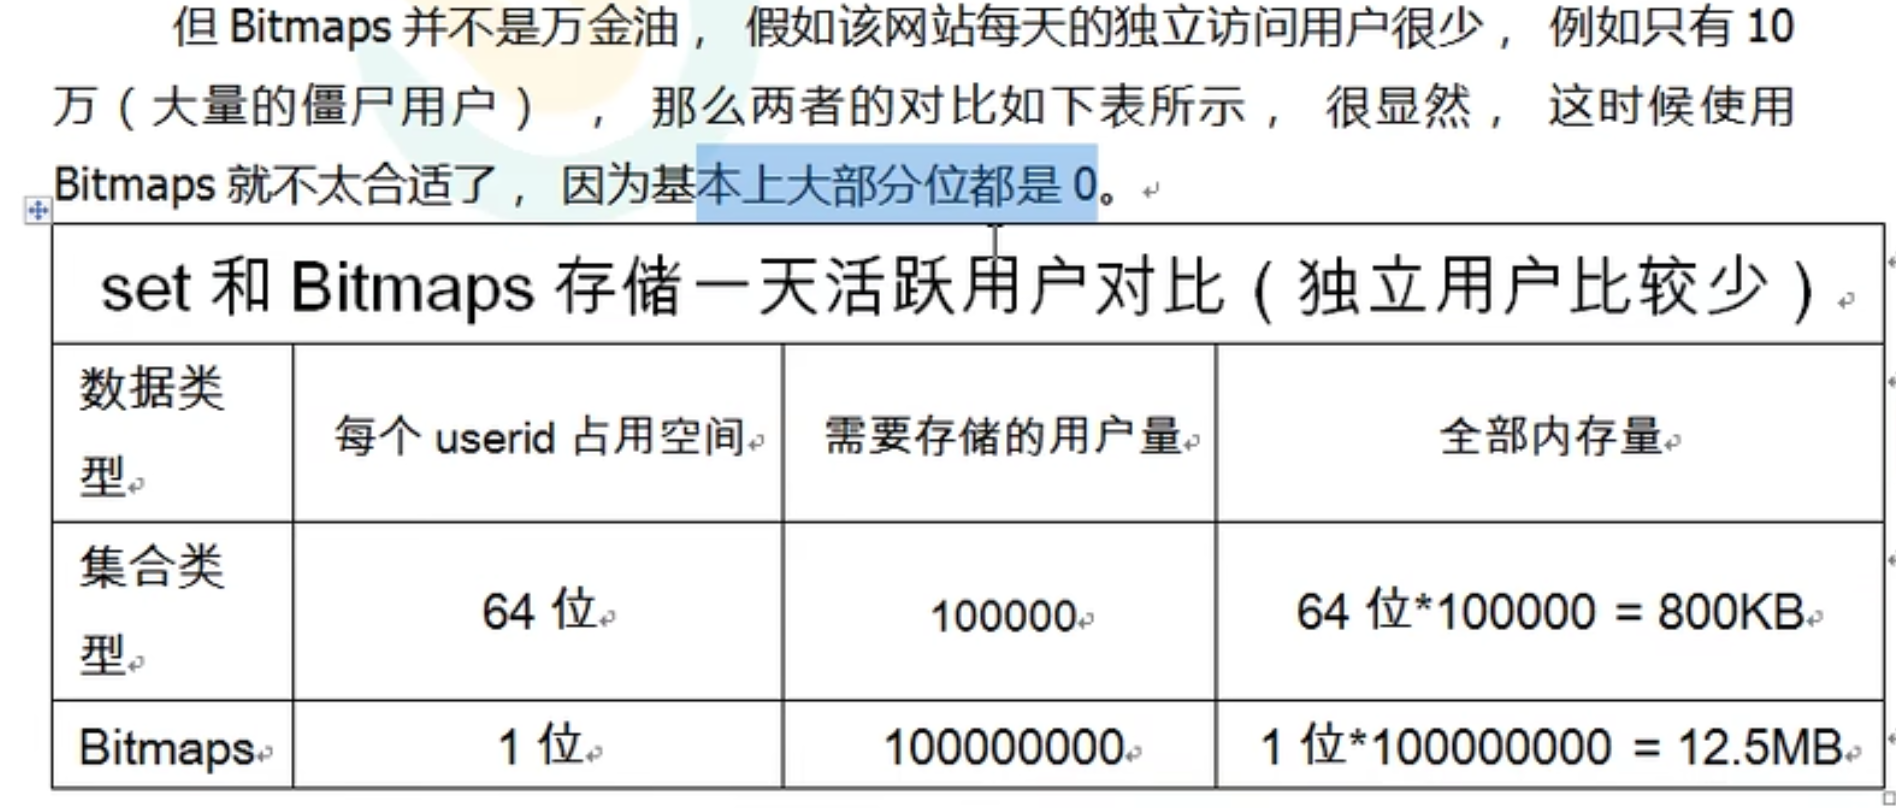 但 Bitmaps 并不是万金油， 假如该网站每天的独立访问用户很少， 例如只有 10
万（大量的僵尸用户） ， 那么两者的对比如下表所示， 很显然， 这时候使用
Bitmaps 就不太合适了， 因为基本上大部分位都是 0。
set 和 Bitmaps 存储一天活跃用户对比（独立用户比较少）
数据类
型
每个 userid 占用空间
需要存储的用户量
全部内存量
集合类
型
64 位
100000
64 位*100000 = 800KB
Bitmaps
1 位
100000000
1 位*100000000 = 12.5MB